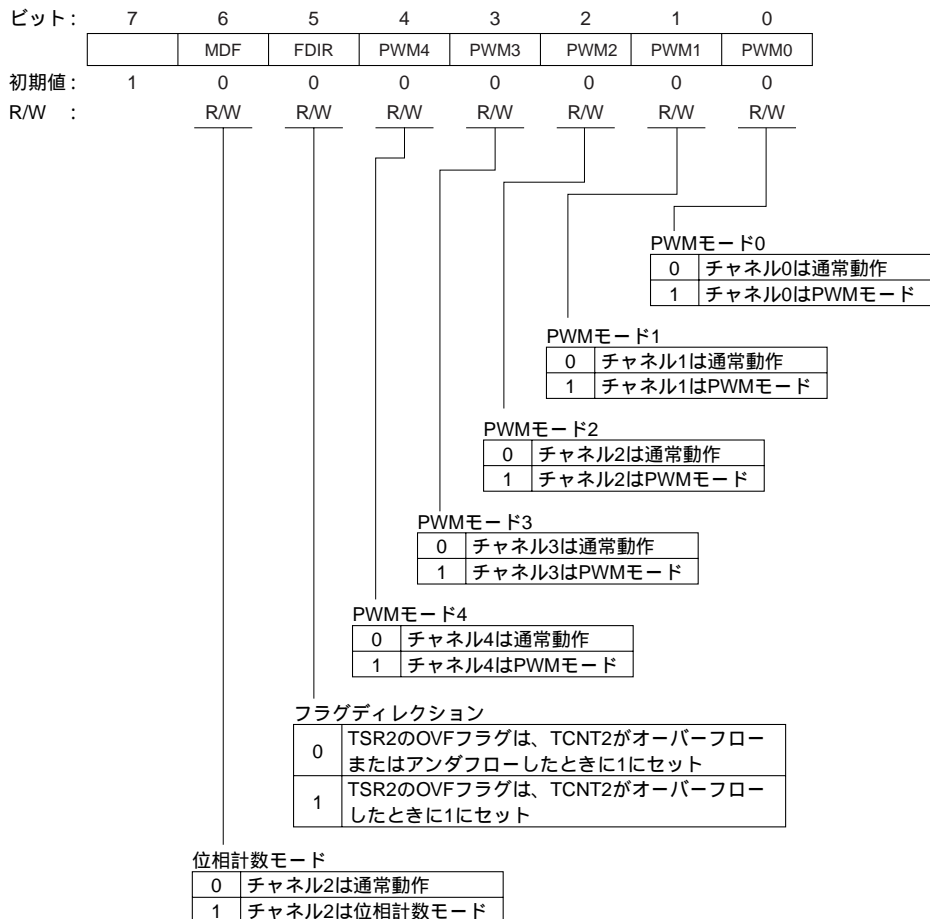 ビット : 7 6 5 4 3 2 1 0
MDF FDIR PWM4 PWM3 PWM2 PWM1 PWM0
初期値 : 1 0 0 0 0 0 0 0
R/W : R/W R/W R/W R/W R/W R/W R/W
PWMモード0
0 チャネル0は通常動作
1 チャネル0はPWMモード
PWMモード1
0 チャネル1は通常動作
1 チャネル1はPWMモード
PWMモード2
0 チャネル2は通常動作
1 チャネル2はPWMモード
PWMモード3
0 チャネル3は通常動作
1 チャネル3はPWMモード
PWMモード4
0 チャネル4は通常動作
1 チャネル4はPWMモード
フラグディレクション
0 TSR2のOVFフラグは、TCNT2がオーバーフロー
またはアンダフローしたときに1にセット
1 TSR2のOVFフラグは、TCNT2がオーバーフロー
したときに1にセット
位相計数モード
0 チャネル2は通常動作
1 チャネル2は位相計数モード